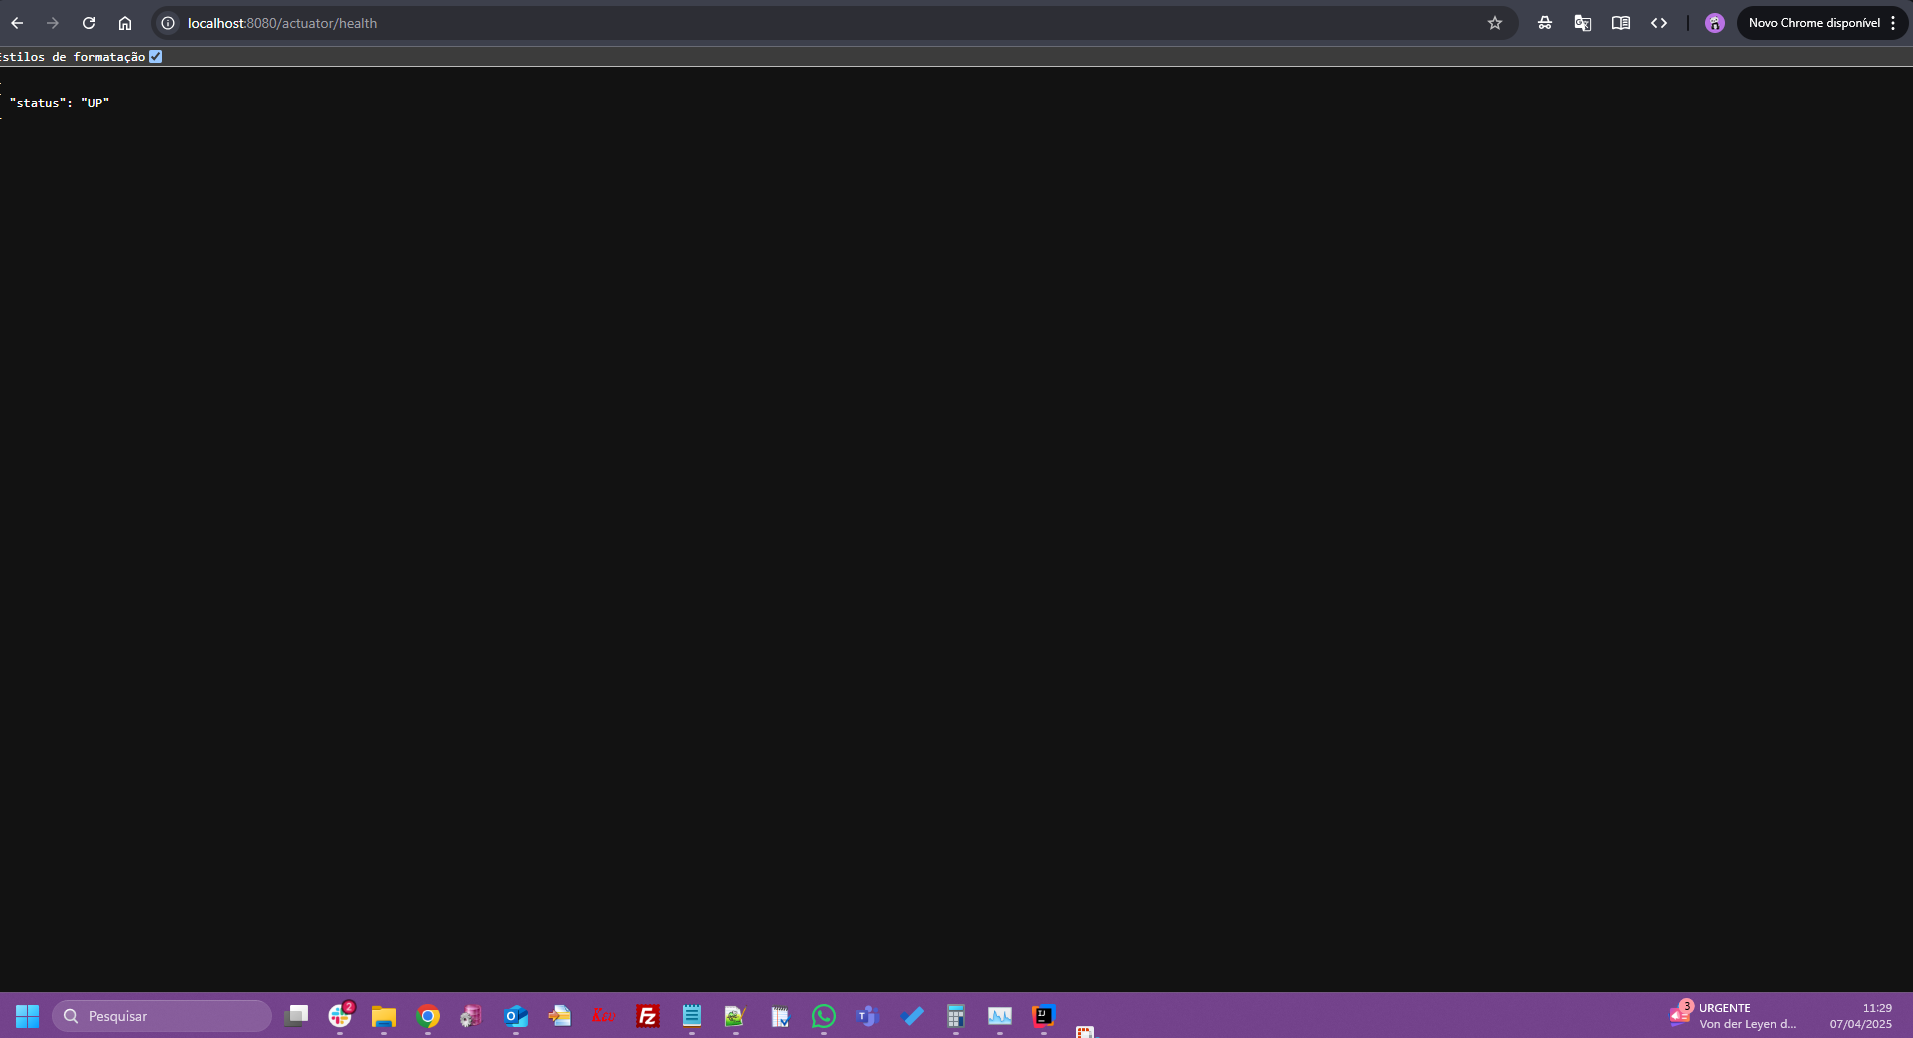 localhost:8080/actuator/health
Novo Chrome disponível
Estilos de formatação
"status": "UP"
Pesquisar
2
3
URGENTE
Von der Leyen d...
11:29
07/04/2025